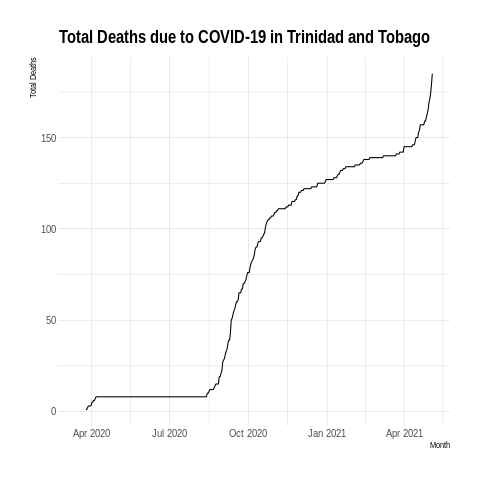 Total Deaths due to COVID-19 in Trinidad and Tobago
Total Deaths
150
100
50
0
Apr 2020 Jul 2020 Oct 2020 Jan 2021 Apr 2021
Month